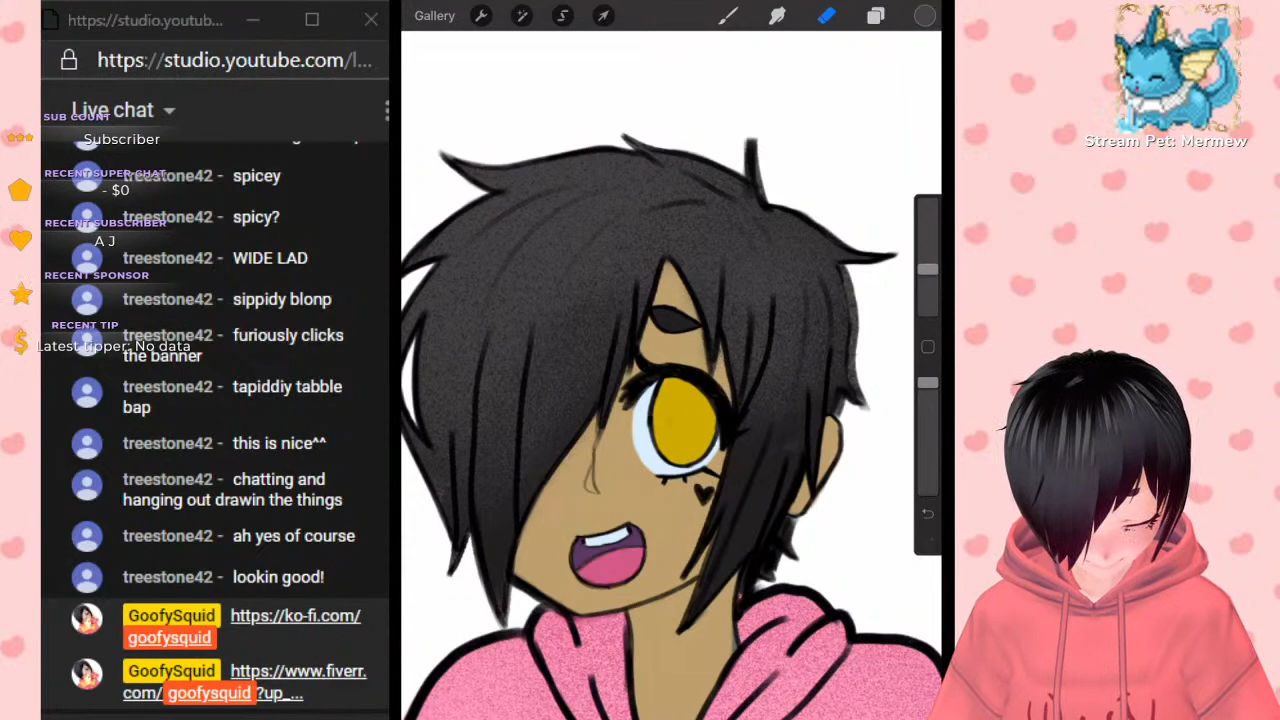 https://studio.youtub...
https://studio.youtube.com/l...
Live chat
SUB COUNT
Subscriber
RECENT SUPER CHAT
- $0
RECENT SUBSCRIBER
A J
RECENT SPONSOR
RECENT TIP
Latest tipper: No data
treestone42 - spicey
treestone42 - spicy?
treestone42 - WIDE LAD
treestone42 - sippidy blonp
treestone42 - furiously clicks
the banner
treestone42 - tapiddiy tabble
bap
treestone42 - this is nice^^
treestone42 - chatting and
hanging out drawin the things
treestone42 - ah yes of course
treestone42 - lookin good!
GoofySquid https://ko-fi.com/
goofysquid
GoofySquid https://www.fiverr.
com/goofysquid?up_...
Gallery
Stream Pet: Mermew